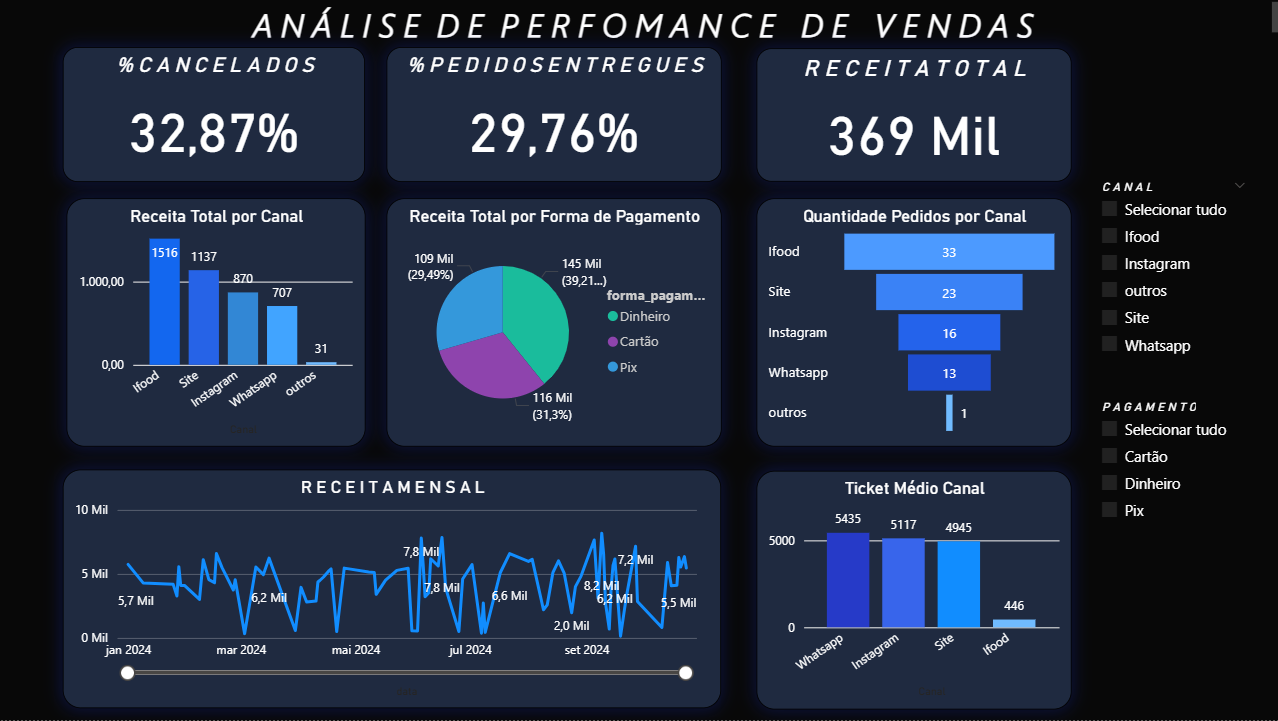 ANÁLISE DE PERFOMANCE DE VENDAS
%CANCELADOS
32,87%
%PEDIDOSENTREGUES
29,76%
RECEITATOTAL
369 Mil
CANAL
Selecionar tudo
Ifood
Instagram
outros
Site
Whatsapp
PAGAMENTO
Selecionar tudo
Cartão
Dinheiro
Pix
Receita Total por Canal
1.000,00
0,00
1516
1137
870
707
31
Ifood
Site
Instagram
Whatsapp
outros
Receita Total por Forma de Pagamento
109 Mil
(29,49%)
145 Mil
(39,21...)
116 Mil
(31,3%)
forma_pagam...
Dinheiro
Cartão
Pix
Quantidade Pedidos por Canal
Ifood 33
Site 23
Instagram 16
Whatsapp 13
outros 1
RECEITAMENSAL
10 Mil
5 Mil
0 Mil
5,7 Mil
6,2 Mil
7,8 Mil
7,8 Mil
6,6 Mil
2,0 Mil
8,2 Mil
6,2 Mil
7,2 Mil
5,5 Mil
jan 2024
mar 2024
mai 2024
jul 2024
set 2024
Ticket Médio Canal
5000
0
5435
5117
4945
446
Whatsapp
Instagram
Site
Ifood